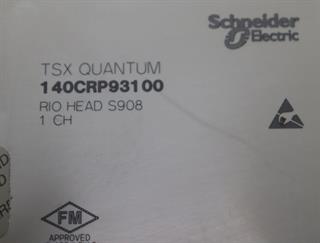 Schneider
Electric
TSX QUANTUM
140CRP93100
RIO HEAD S908
1 CH
FM
APPROVED